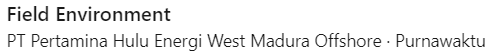 Field Environment
PT Pertamina Hulu Energi West Madura Offshore · Purnawaktu